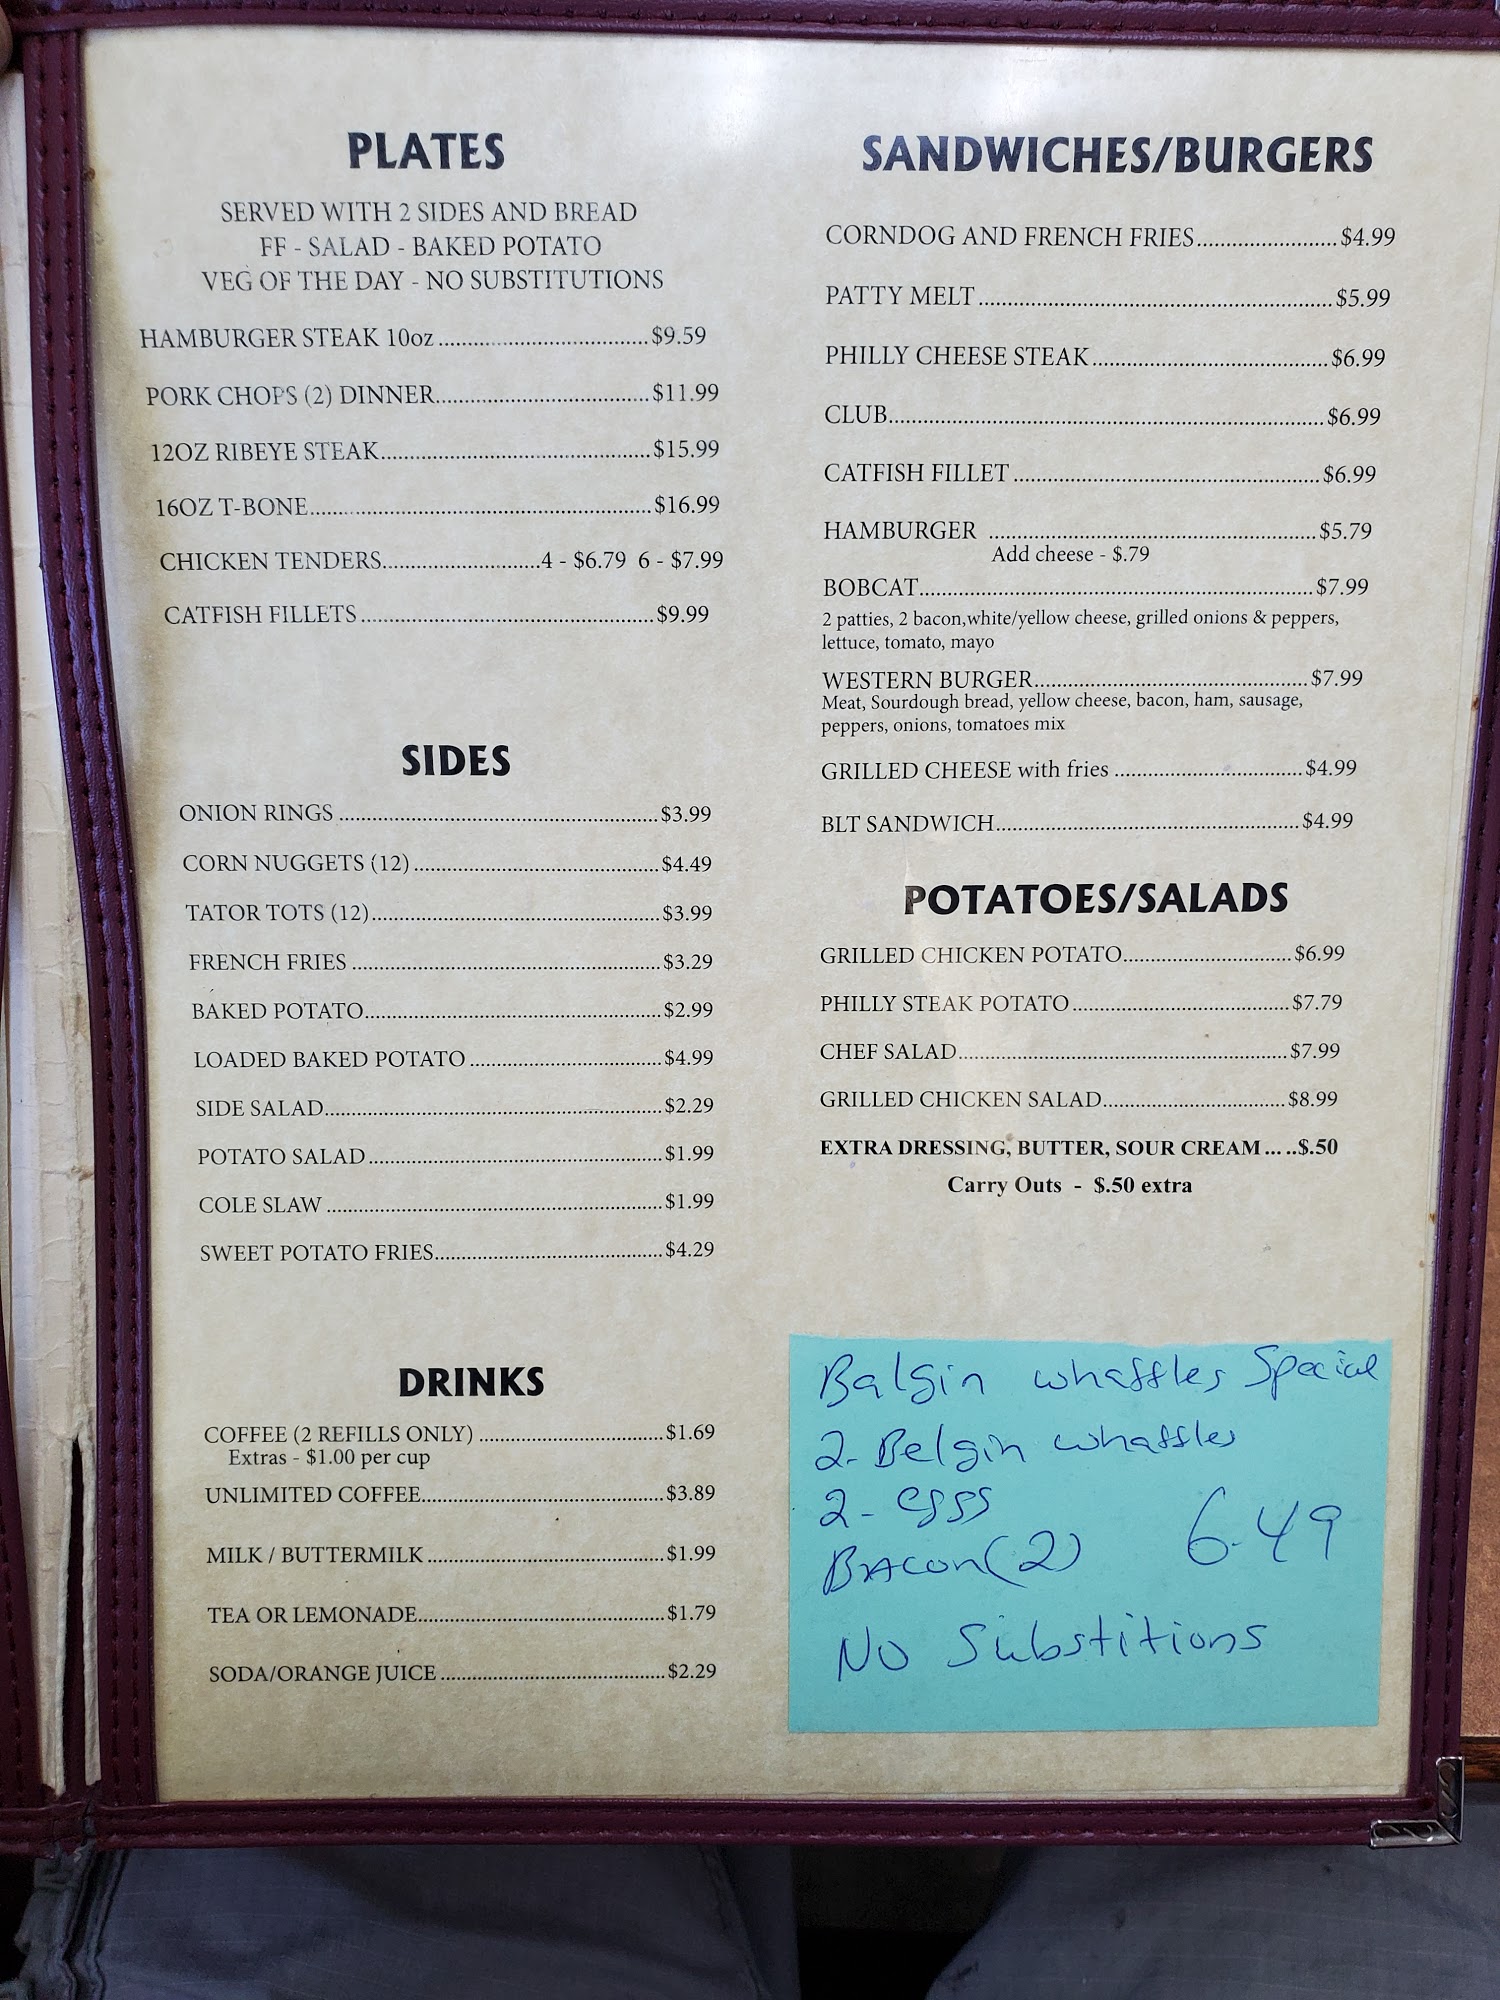 PLATES
SERVED WITH 2 SIDES AND BREAD
FF - SALAD - BAKED POTATO
VEG OF THE DAY - NO SUBSTITUTIONS
HAMBURGER STEAK 10oz ........ $9.59
PORK CHOPS (2) DINNER........ $11.99
12OZ RIBEYE STEAK........ $15.99
16OZ T-BONE........ $16.99
CHICKEN TENDERS........ 4 - $6.79 6 - $7.99
CATFISH FILLETS ........ $9.99
SIDES
ONION RINGS ........ $3.99
CORN NUGGETS (12) ........ $4.49
TATOR TOTS (12)........ $3.99
FRENCH FRIES ........ $3.29
BAKED POTATO........ $2.99
LOADED BAKED POTATO ........ $4.99
SIDE SALAD........ $2.29
POTATO SALAD ........ $1.99
COLE SLAW ........ $1.99
SWEET POTATO FRIES........ $4.29
DRINKS
COFFEE (2 REFILLS ONLY) ........ $1.69
Extras - $1.00 per cup
UNLIMITED COFFEE........ $3.89
MILK / BUTTERMILK ........ $1.99
TEA OR LEMONADE........ $1.79
SODA/ORANGE JUICE ........ $2.29
SANDWICHES/BURGERS
CORNDOG AND FRENCH FRIES........ $4.99
PATTY MELT ........ $5.99
PHILLY CHEESE STEAK ........ $6.99
CLUB........ $6.99
CATFISH FILLET ........ $6.99
HAMBURGER ........ $5.79
Add cheese - $.79
BOBCAT........ $7.99
2 patties, 2 bacon,white/yellow cheese, grilled onions & peppers,
lettuce, tomato, mayo
WESTERN BURGER........ $7.99
Meat, Sourdough bread, yellow cheese, bacon, ham, sausage,
peppers, onions, tomatoes mix
GRILLED CHEESE with fries ........ $4.99
BLT SANDWICH........ $4.99
POTATOES/SALADS
GRILLED CHICKEN POTATO........ $6.99
PHILLY STEAK POTATO ........ $7.79
CHEF SALAD........ $7.99
GRILLED CHICKEN SALAD........ $8.99
EXTRA DRESSING, BUTTER, SOUR CREAM ... ..$.50
Carry Outs - $.50 extra
Balgin whaffles Special
2- Belgin whaffles
2- eggs
BAcon(2) 6.49
No Substitions